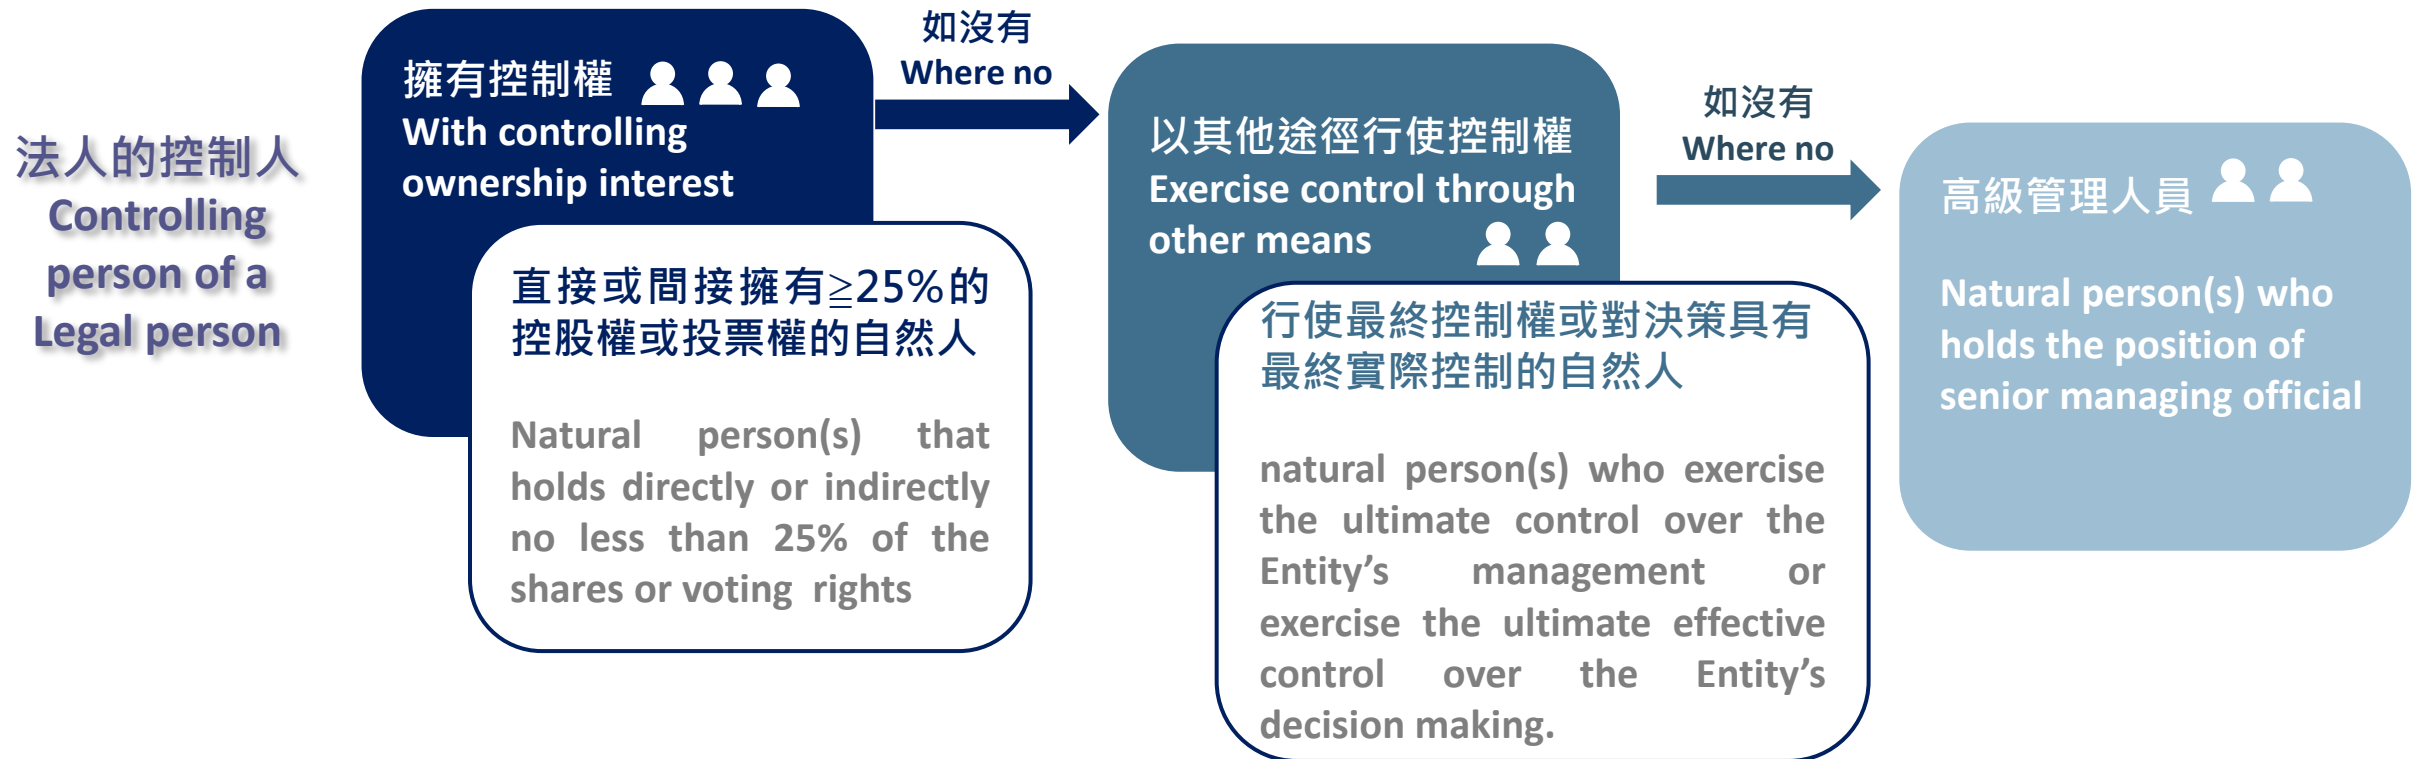 法人的控制人
Controlling
person of a
Legal person
擁有控制權
With controlling
ownership interest
直接或間接擁有≧25%的
控股權或投票權的自然人
Natural person(s) that
holds directly or indirectly
no less than 25% of the
shares or voting rights
如沒有
Where no
以其他途徑行使控制權
Exercise control through
other means
行使最終控制權或對決策具有
最終實際控制的自然人
natural person(s) who exercise
the ultimate control over the
Entity’s management or
exercise the ultimate effective
control over the Entity’s
decision making.
如沒有
Where no
高級管理人員
Natural person(s) who
holds the position of
senior managing official